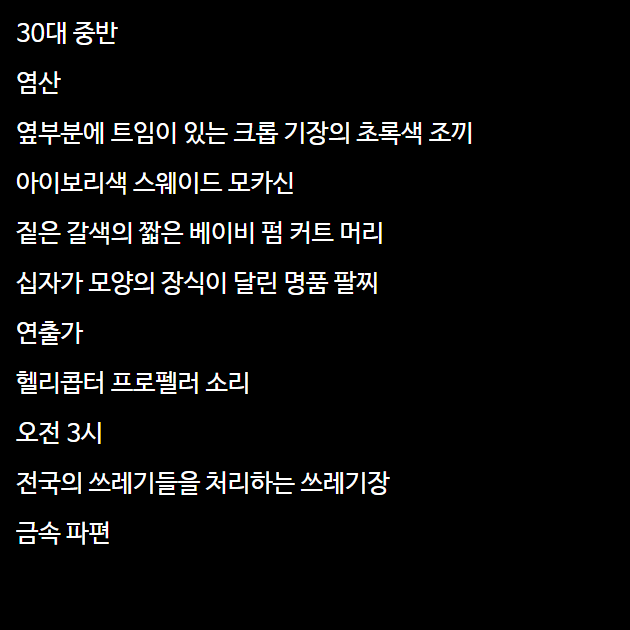 30대 중반
염산
옆부분에 트임이 있는 크롭 기장의 초록색 조끼
아이보리색 스웨이드 모카신
짙은 갈색의 짧은 베이비 펌 커트 머리
십자가 모양의 장식이 달린 명품 팔찌
연출가
헬리콥터 프로펠러 소리
오전 3시
전국의 쓰레기들을 처리하는 쓰레기장
금속 파편